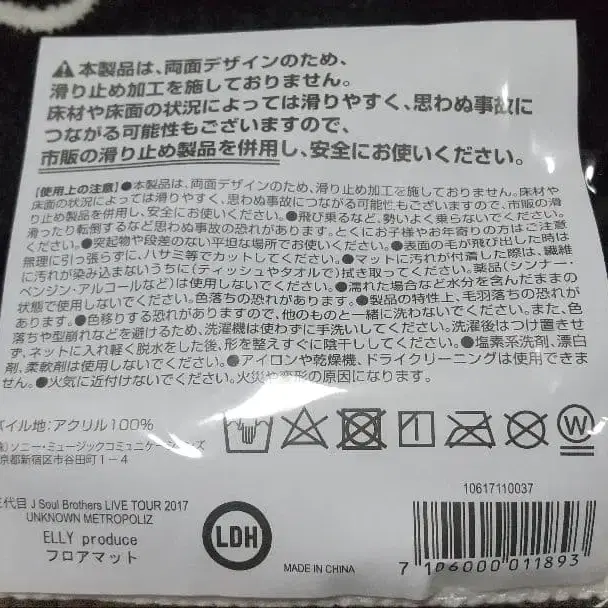 ⚠本製品は、両面デザインのため、
滑り止め加工を施しておりません。
床材や床面の状況によっては滑りやすく、思わぬ事故に
つながる可能性もございますので、
市販の滑り止め製品を併用し、安全にお使いください。
【使用上の注意】●本製品は、両面デザインのため、滑り止め加工を施しておりません。床材や
床面の状況によっては滑りやすく、思わぬ事故につながる可能性もございますので、市販の滑
り止め製品を併用し、安全にお使いください。●飛び乗るなど、勢いよく乗らないでください。
滑ったり転倒するなど思わぬ事故の恐れがあります。とくにお子様やお年寄りの方はご注意
ください。●突起物や段差のない平坦な場所でお使いください。●表面の毛が飛び出した時は
無理に引っ張らずに、ハサミ等でカットしてください。●マットに汚れが付着した際は、繊維
に汚れが染み込まないうちに(ティッシュやタオルで)拭き取ってください。薬品(シンナー・
ベンジン・アルコールなど)は使用しないでください。●濡れた場合など水分を含んだままの
状態で使用しないでください。色落ちの恐れがあります。●製品の特性上、毛羽落ちの恐れが
あります。●色移りする恐れがありますので、他のものと一緒に洗わないでください。また、色
落ちや型崩れなどを避けるため、洗濯機は使わずに手洗いしてください。洗濯後はつけ置きせ
ず、ネットに入れ軽く脱水をした後、形を整えすぐに陰干ししてください。●塩素系洗剤、漂白
剤、柔軟剤は使用しないでください。●アイロンや乾燥機、ドライクリーニングは使用できま
せん。●火気に近付けないでください。火災や変形の原因になります。
パイル地:アクリル100%
㈱ソニー・ミュージックコミュニケーションズ
京都新宿区市谷田町1-4
W
10617110037
三代目 J Soul Brothers LIVE TOUR 2017
UNKNOWN METROPOLIZ
ELLY produce
フロアマット
LDH
MADE IN CHINA
7 106000 011893